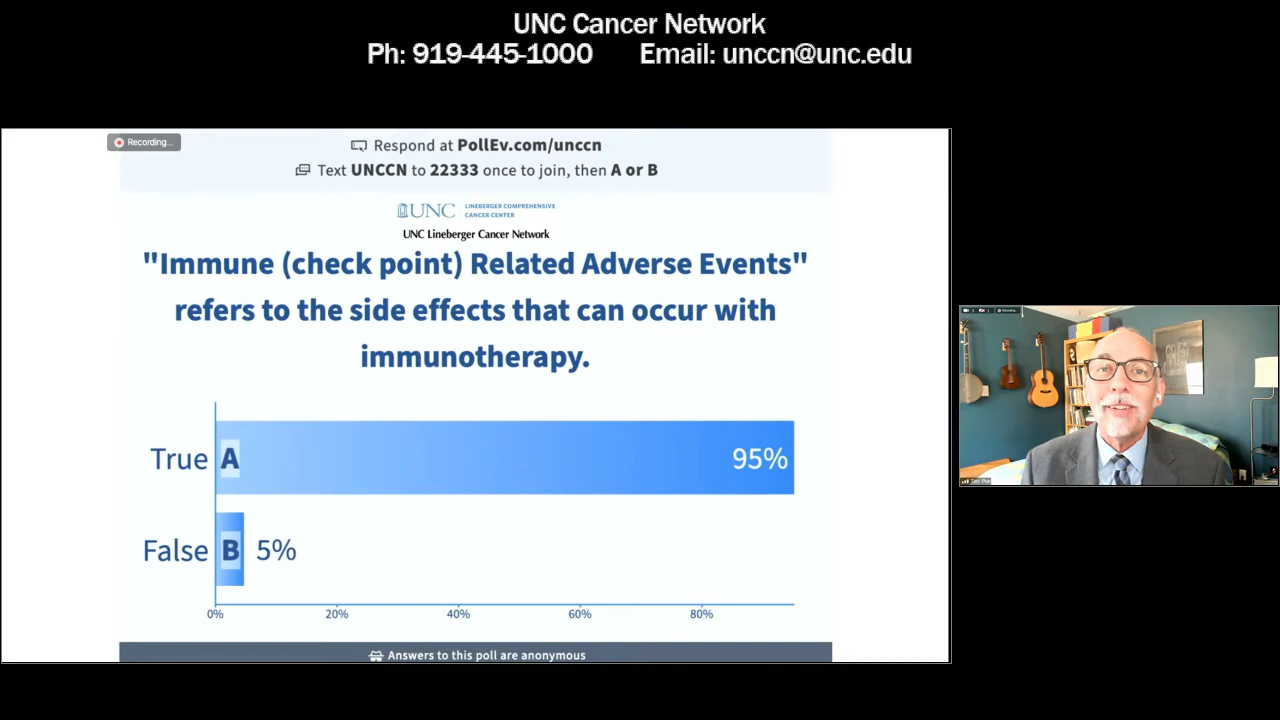 UNC Cancer Network
Ph: 919-445-1000 Email: unccn@unc.edu
Recording...
Respond at PollEv.com/unccn
Text UNCCN to 22333 once to join, then A or B
UNC LINEBERGER COMPREHENSIVE
CANCER CENTER
UNC Lineberger Cancer Network
"Immune (check point) Related Adverse Events"
refers to the side effects that can occur with
immunotherapy.
True A 95%
False B 5%
0% 20% 40% 60% 80%
Answers to this poll are anonymous